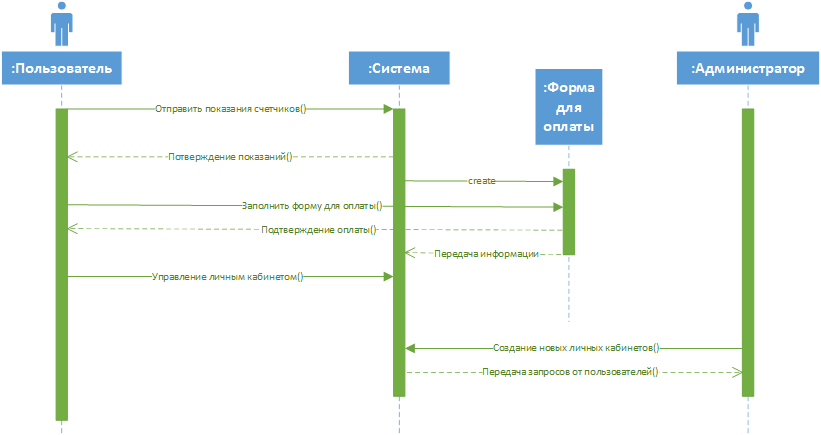 :Пользователь
:Система
:Форма
для
оплаты
:Администратор
Отправить показания счетчиков()
Потверждение показаний()
create
Заполнить форму для оплаты()
Подтверждение оплаты()
Передача информации
Управление личным кабинетом()
Создание новых личных кабинетов()
Передача запросов от пользователей()